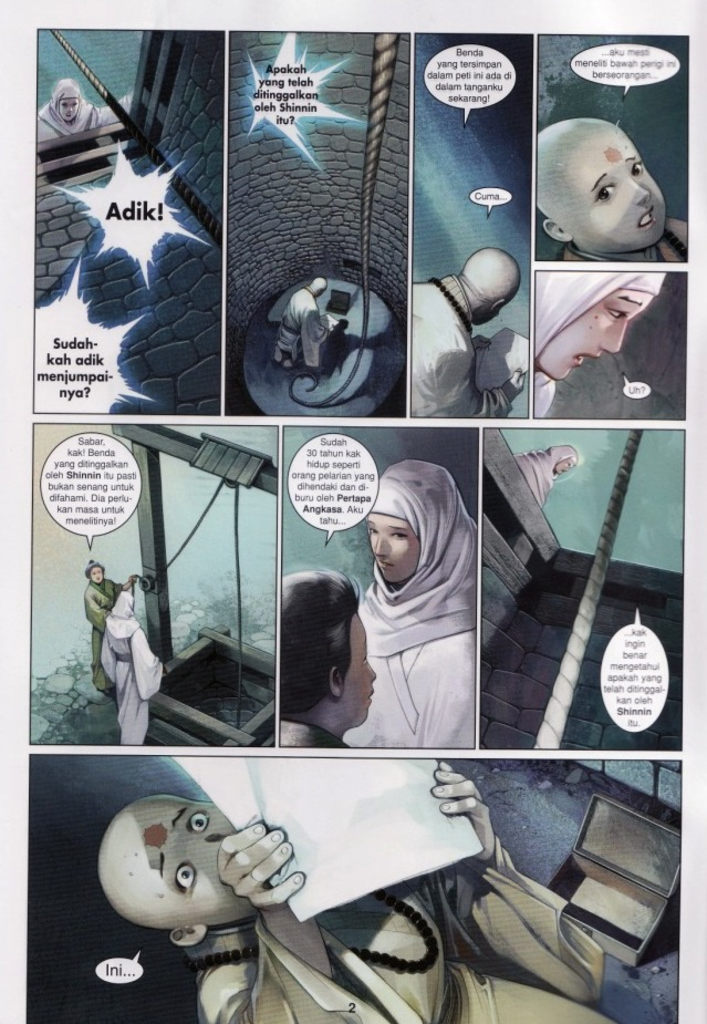 Adik!
Sudah-
kah adik
menjumpai-
nya?
Apakah
yang telah
ditinggalkan
oleh Shinnin
itu?
Benda
yang tersimpan
dalam peti ini ada di
dalam tanganku
sekarang!
Cuma...
...aku mesti
meneliti bawah perigi ini
berseorangan...
Uh?
Sabar,
kak! Benda
yang ditinggalkan
oleh Shinnin itu pasti
bukan senang untuk
difahami. Dia perlu-
kan masa untuk
menelitinya!
Sudah
30 tahun kak
hidup seperti
orang pelarian yang
dihendaki dan di-
buru oleh Pertapa
Angkasa. Aku
tahu...
...kak
ingin
benar
mengetahui
apakah yang
telah ditinggal-
kan oleh
Shinnin
itu.
Ini...
2